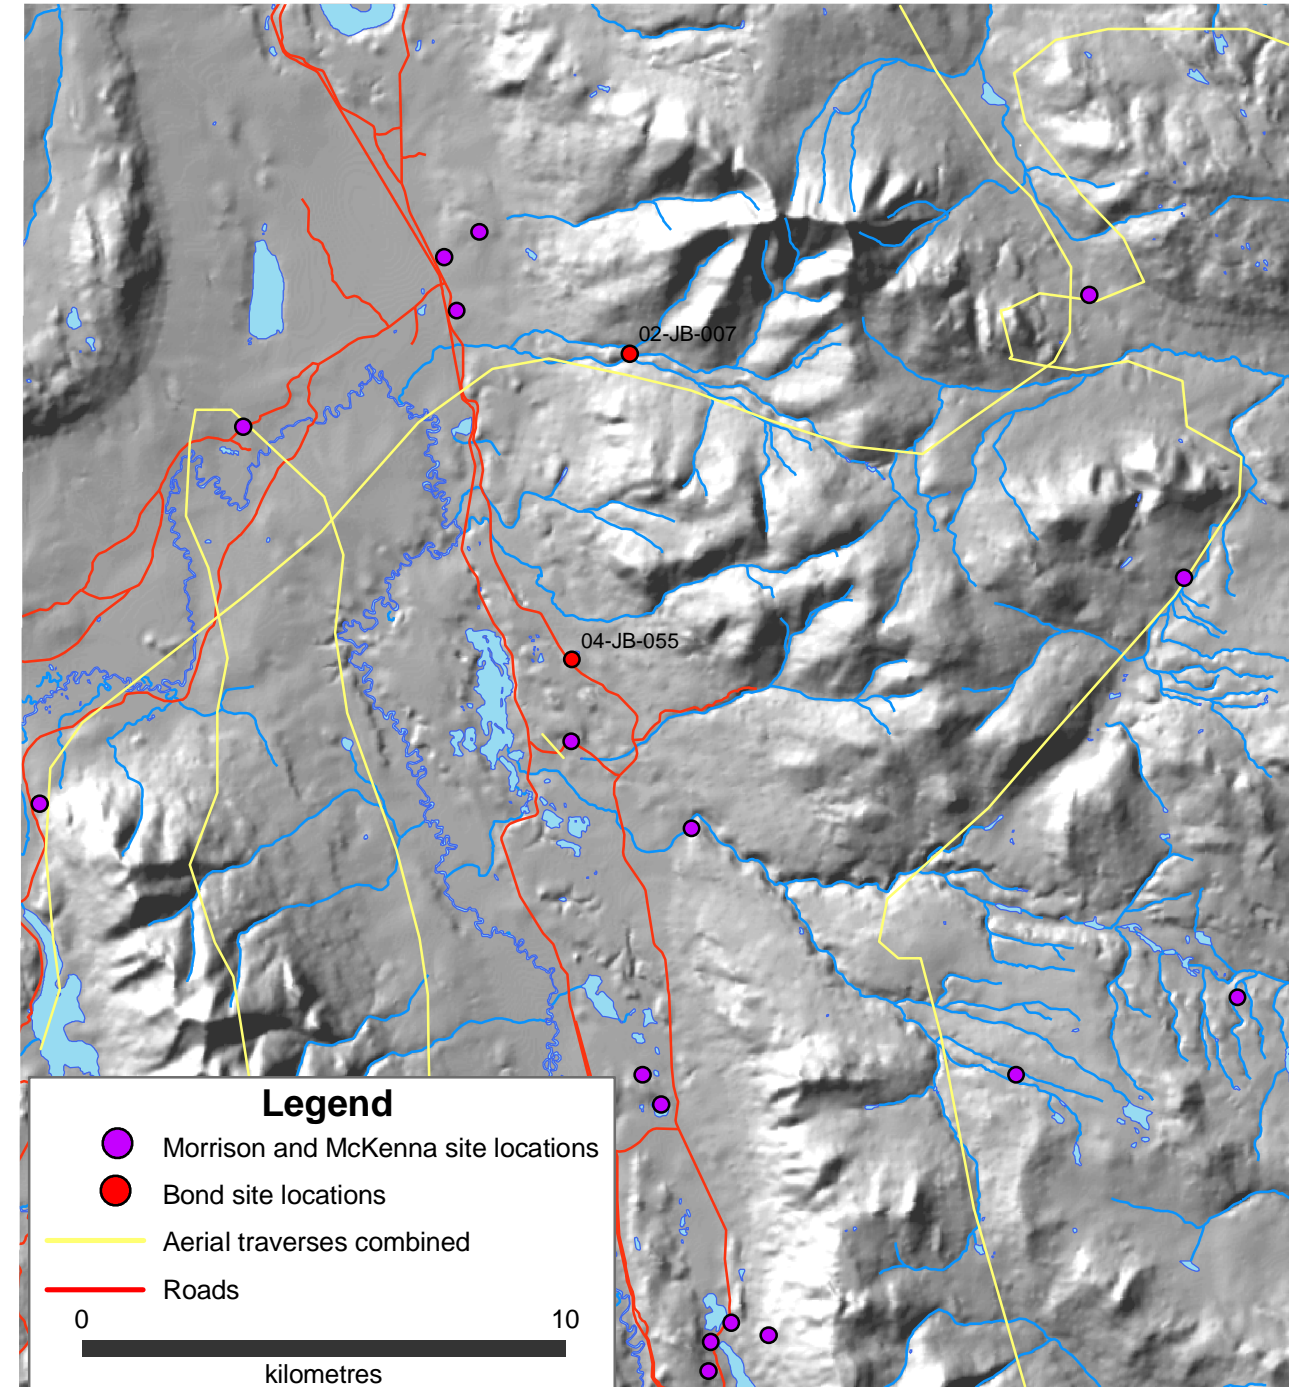 02-JB-007
04-JB-055
Legend
Morrison and McKenna site locations
Bond site locations
Aerial traverses combined
Roads
0 10
kilometres